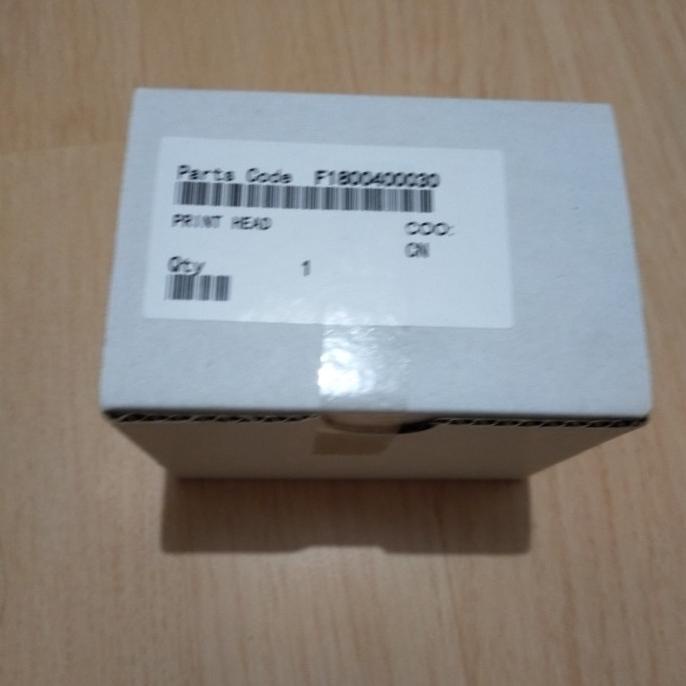 Parts Code F1800400030
PRINT HEAD
COO:
CN
Qty 1